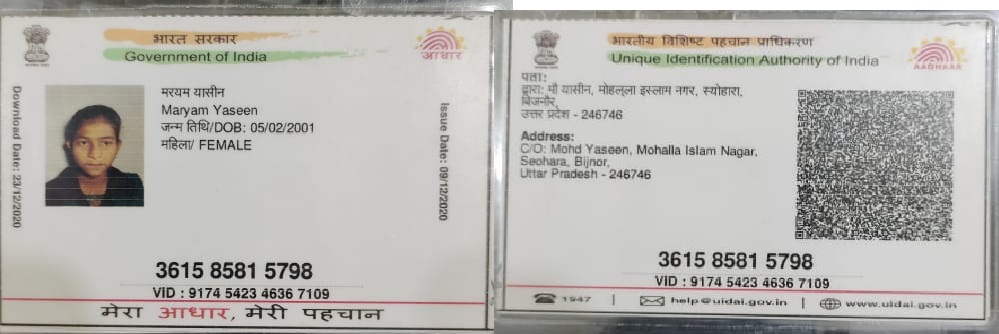 भारत सरकार
Government of India
आधार
Download Date: 23/12/2020
मरयम यासीन
Maryam Yaseen
जन्म तिथि/DOB: 05/02/2001
महिला/ FEMALE
Issue Date: 09/12/2020
3615 8581 5798
VID : 9174 5423 4636 7109
मेरा आधार, मेरी पहचान
भारतीय विशिष्ट पहचान प्राधिकरण
Unique Identification Authority of India
AADHAAR
पता:
द्वारा: मौ यासीन, मोहल्ला इस्लाम नगर, स्योहारा,
बिजनौर,
उत्तर प्रदेश - 246746
Address:
C/O: Mohd Yaseen, Mohalla Islam Nagar,
Seohara, Bijnor,
Uttar Pradesh - 246746
3615 8581 5798
VID : 9174 5423 4636 7109
1947 | help@uidai.gov.in | www.uidai.gov.in